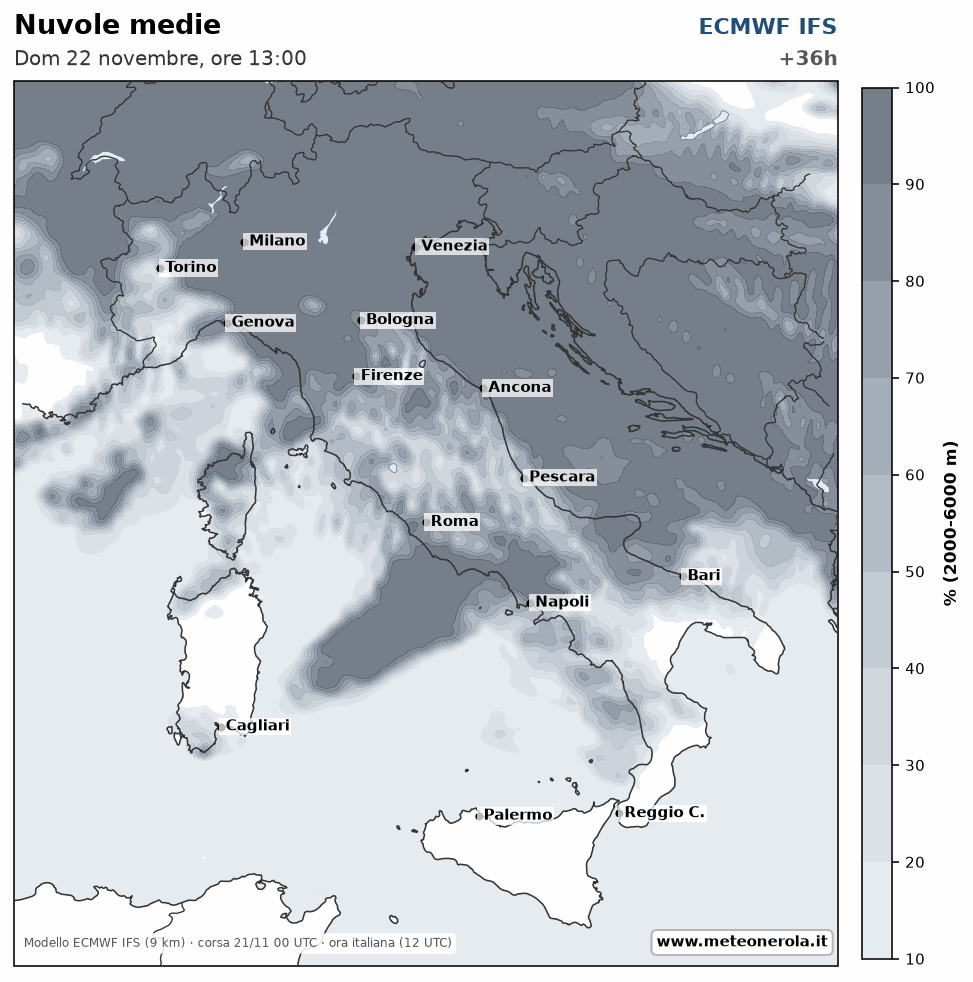 Nuvole medie
ECMWF IFS
Dom 22 novembre, ore 13:00
+36h
100
90
80
70
60
50
40
30
20
10
% (2000-6000 m)
Milano
Venezia
Torino
Genova
Bologna
Firenze
Ancona
Pescara
Roma
Bari
Napoli
Cagliari
Palermo
Reggio C.
Modello ECMWF IFS (9 km) · corsa 21/11 00 UTC · ora italiana (12 UTC)
www.meteonerola.it